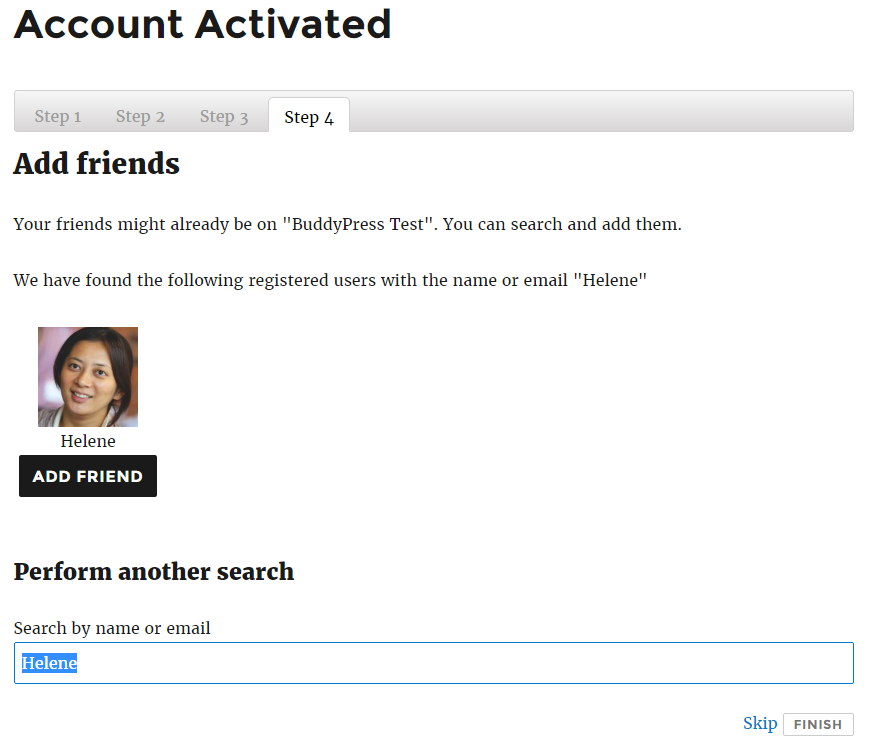 Account Activated
Step 1 Step 2 Step 3 Step 4
Add friends
Your friends might already be on "BuddyPress Test". You can search and add them.
We have found the following registered users with the name or email "Helene"
Helene
ADD FRIEND
Perform another search
Search by name or email
Helene
Skip FINISH